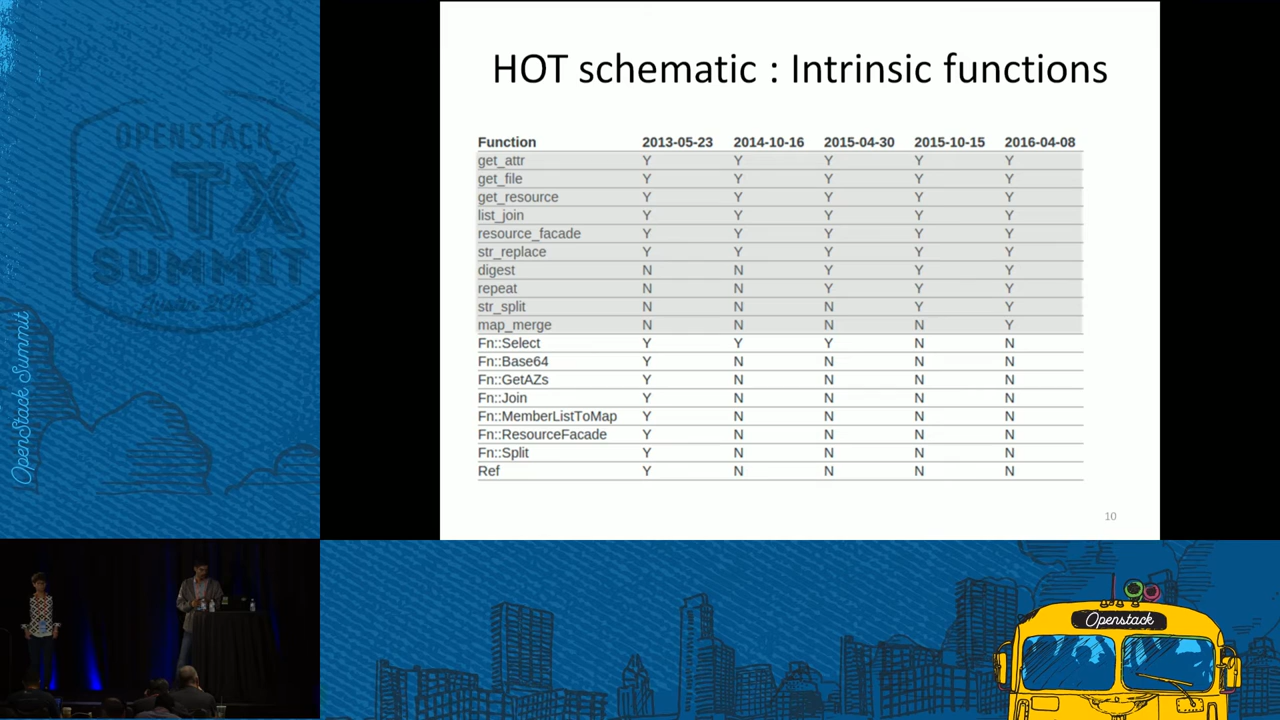 HOT schematic : Intrinsic functions
Function 2013-05-23 2014-10-16 2015-04-30 2015-10-15 2016-04-08
get_attr Y Y Y Y Y
get_file Y Y Y Y Y
get_resource Y Y Y Y Y
list_join Y Y Y Y Y
resource_facade Y Y Y Y Y
str_replace Y Y Y Y Y
digest N N Y Y Y
repeat N N Y Y Y
str_split N N N Y Y
map_merge N N N N Y
Fn::Select Y Y Y N N
Fn::Base64 Y N N N N
Fn::GetAZs Y N N N N
Fn::Join Y N N N N
Fn::MemberListToMap Y N N N N
Fn::ResourceFacade Y N N N N
Fn::Split Y N N N N
Ref Y N N N N
10
OPENSTACK
ATX
SUMMIT
OpenStack Summit
Openstack